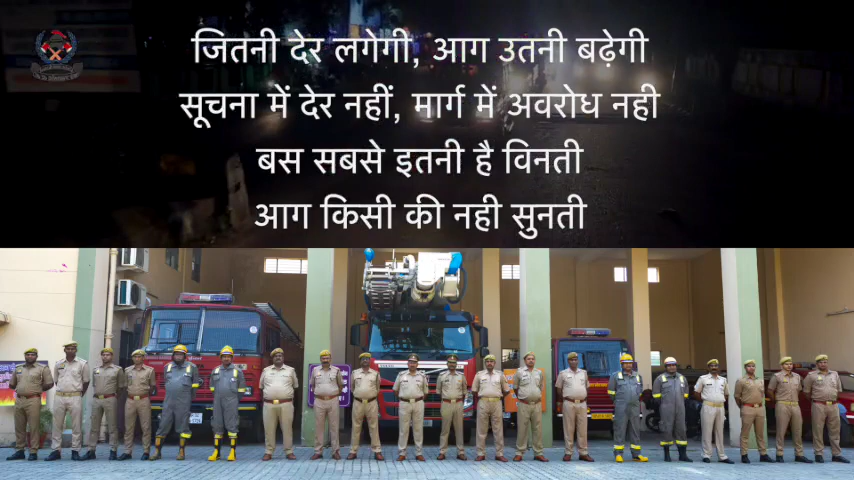 जितनी देर लगेगी, आग उतनी बढ़ेगी
सूचना में देर नहीं, मार्ग में अवरोध नही
बस सबसे इतनी है विनती
आग किसी की नही सुनती